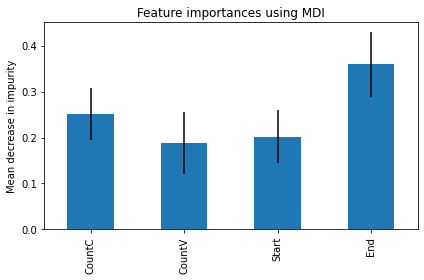 Feature importances using MDI
Mean decrease in impurity
0.4
0.3
0.2
0.1
0.0
CountC
CountV
Start
End